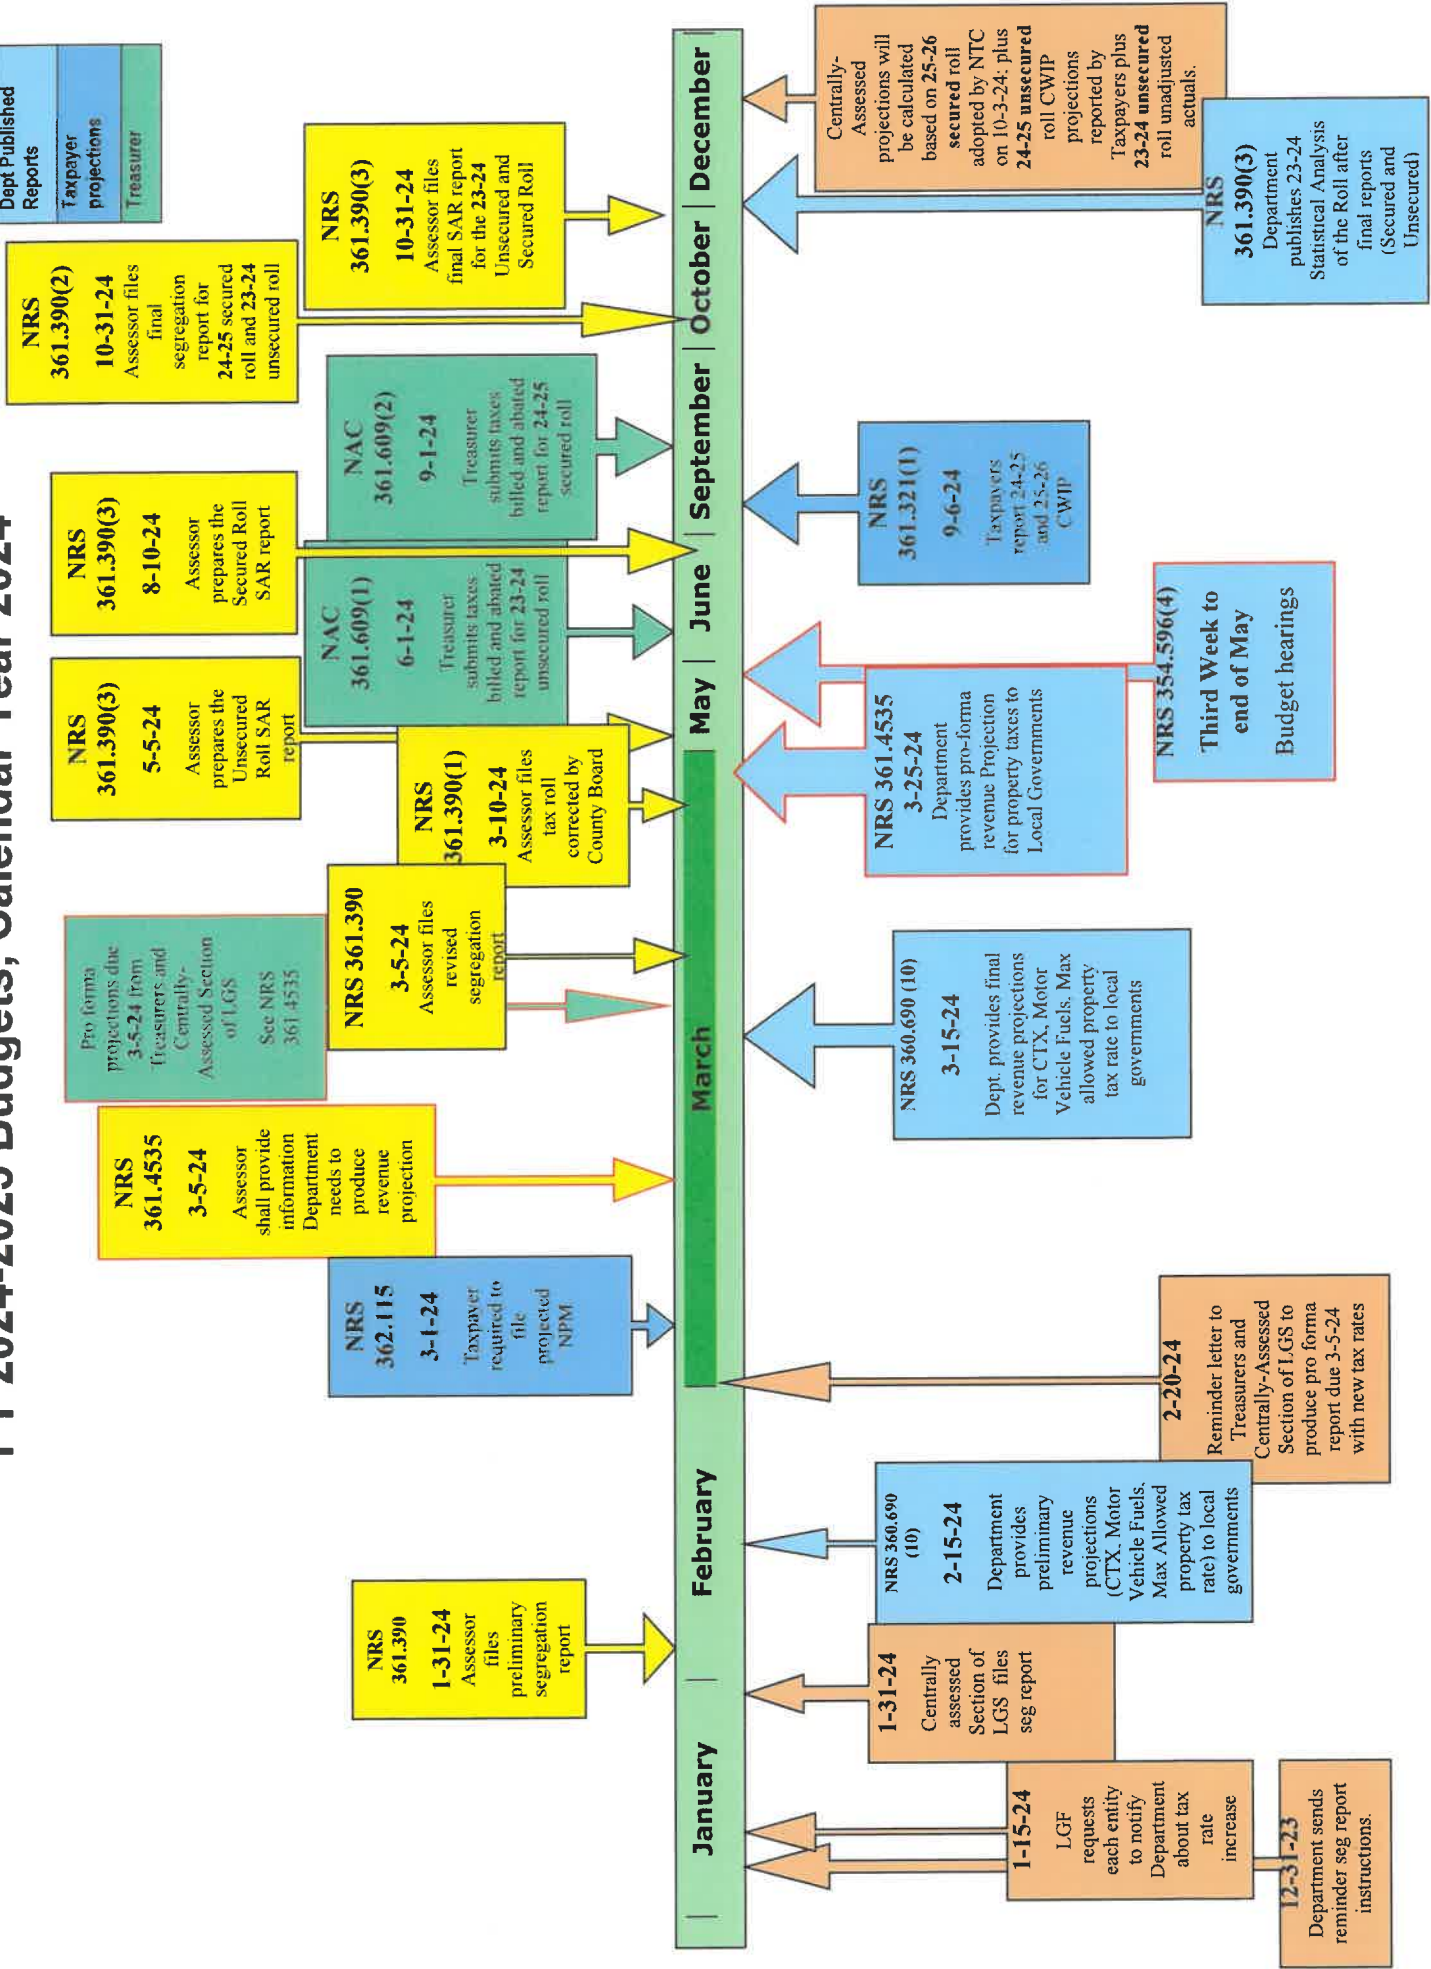 FY 2024-2025 Budgets, Calendar Year 2024
Dept Published
Reports
Taxpayer
projections
Treasurer
NRS
361.390
1-31-24
Assessor
files
preliminary
segregation
report
NRS
362.115
3-1-24
Taxpayer
required to
file
projected
NPM
NRS
361.4535
3-5-24
Assessor
shall provide
information
Department
needs to
produce
revenue
projection
Pro forma
projections due
3-5-24 from
Treasurers and
Centrally-
Assessed Section
of LGS
See NRS
361.4535
NRS 361.390
3-5-24
Assessor files
revised
segregation
report
NRS
361.390(1)
3-10-24
Assessor files
tax roll
corrected by
County Board
NRS
361.390(3)
5-5-24
Assessor
prepares the
Unsecured
Roll SAR
report
NAC
361.609(1)
6-1-24
Treasurer
submits taxes
billed and abated
report for 23-24
unsecured roll
NRS
361.390(3)
8-10-24
Assessor
prepares the
Secured Roll
SAR report
NAC
361.609(2)
9-1-24
Treasurer
submits taxes
billed and abated
report for 24-25
secured roll
NRS
361.390(2)
10-31-24
Assessor files
final
segregation
report for
24-25 secured
roll and 23-24
unsecured roll
NRS
361.390(3)
10-31-24
Assessor files
final SAR report
for the 23-24
Unsecured and
Secured Roll
| January | February March May | June | September | October | December
12-31-23
Department sends
reminder seg report
instructions.
1-15-24
LGF
requests
each entity
to notify
Department
about tax
rate
increase
1-31-24
Centrally
assessed
Section of
LGS files
seg report
NRS 360.690
(10)
2-15-24
Department
provides
preliminary
revenue
projections
(CTX. Motor
Vehicle Fuels.
Max Allowed
property tax
rate) to local
governments
2-20-24
Reminder letter to
Treasurers and
Centrally-Assessed
Section of LGS to
produce pro forma
report due 3-5-24
with new tax rates
NRS 360.690 (10)
3-15-24
Dept. provides final
revenue projections
for CTX, Motor
Vehicle Fuels, Max
allowed property
tax rate to local
governments
NRS 361.4535
3-25-24
Department
provides pro-forma
revenue Projection
for property taxes to
Local Governments
NRS 354.596(4)
Third Week to
end of May
Budget hearings
NRS
361.321(1)
9-6-24
Taxpayers
report 24-25
and 25-26
CWIP
NRS
361.390(3)
Department
publishes 23-24
Statistical Analysis
of the Roll after
final reports
(Secured and
Unsecured)
Centrally-
Assessed
projections will
be calculated
based on 25-26
secured roll
adopted by NTC
on 10-3-24: plus
24-25 unsecured
roll CWIP
projections
reported by
Taxpayers plus
23-24 unsecured
roll unadjusted
actuals.